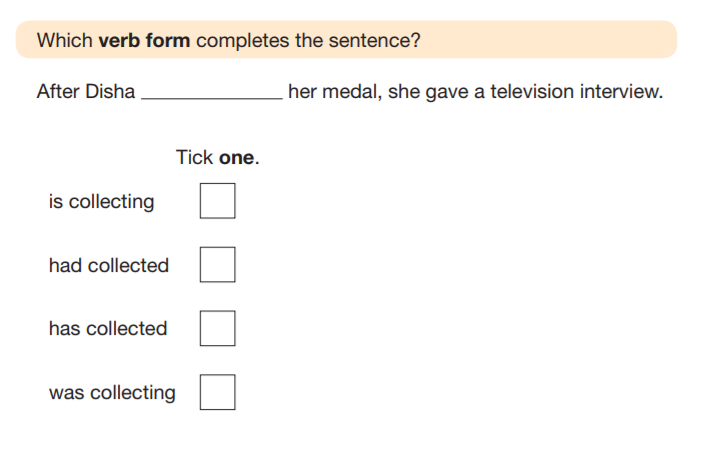 Which verb form completes the sentence?
After Disha ______________ her medal, she gave a television interview.
Tick one.
is collecting
had collected
has collected
was collecting